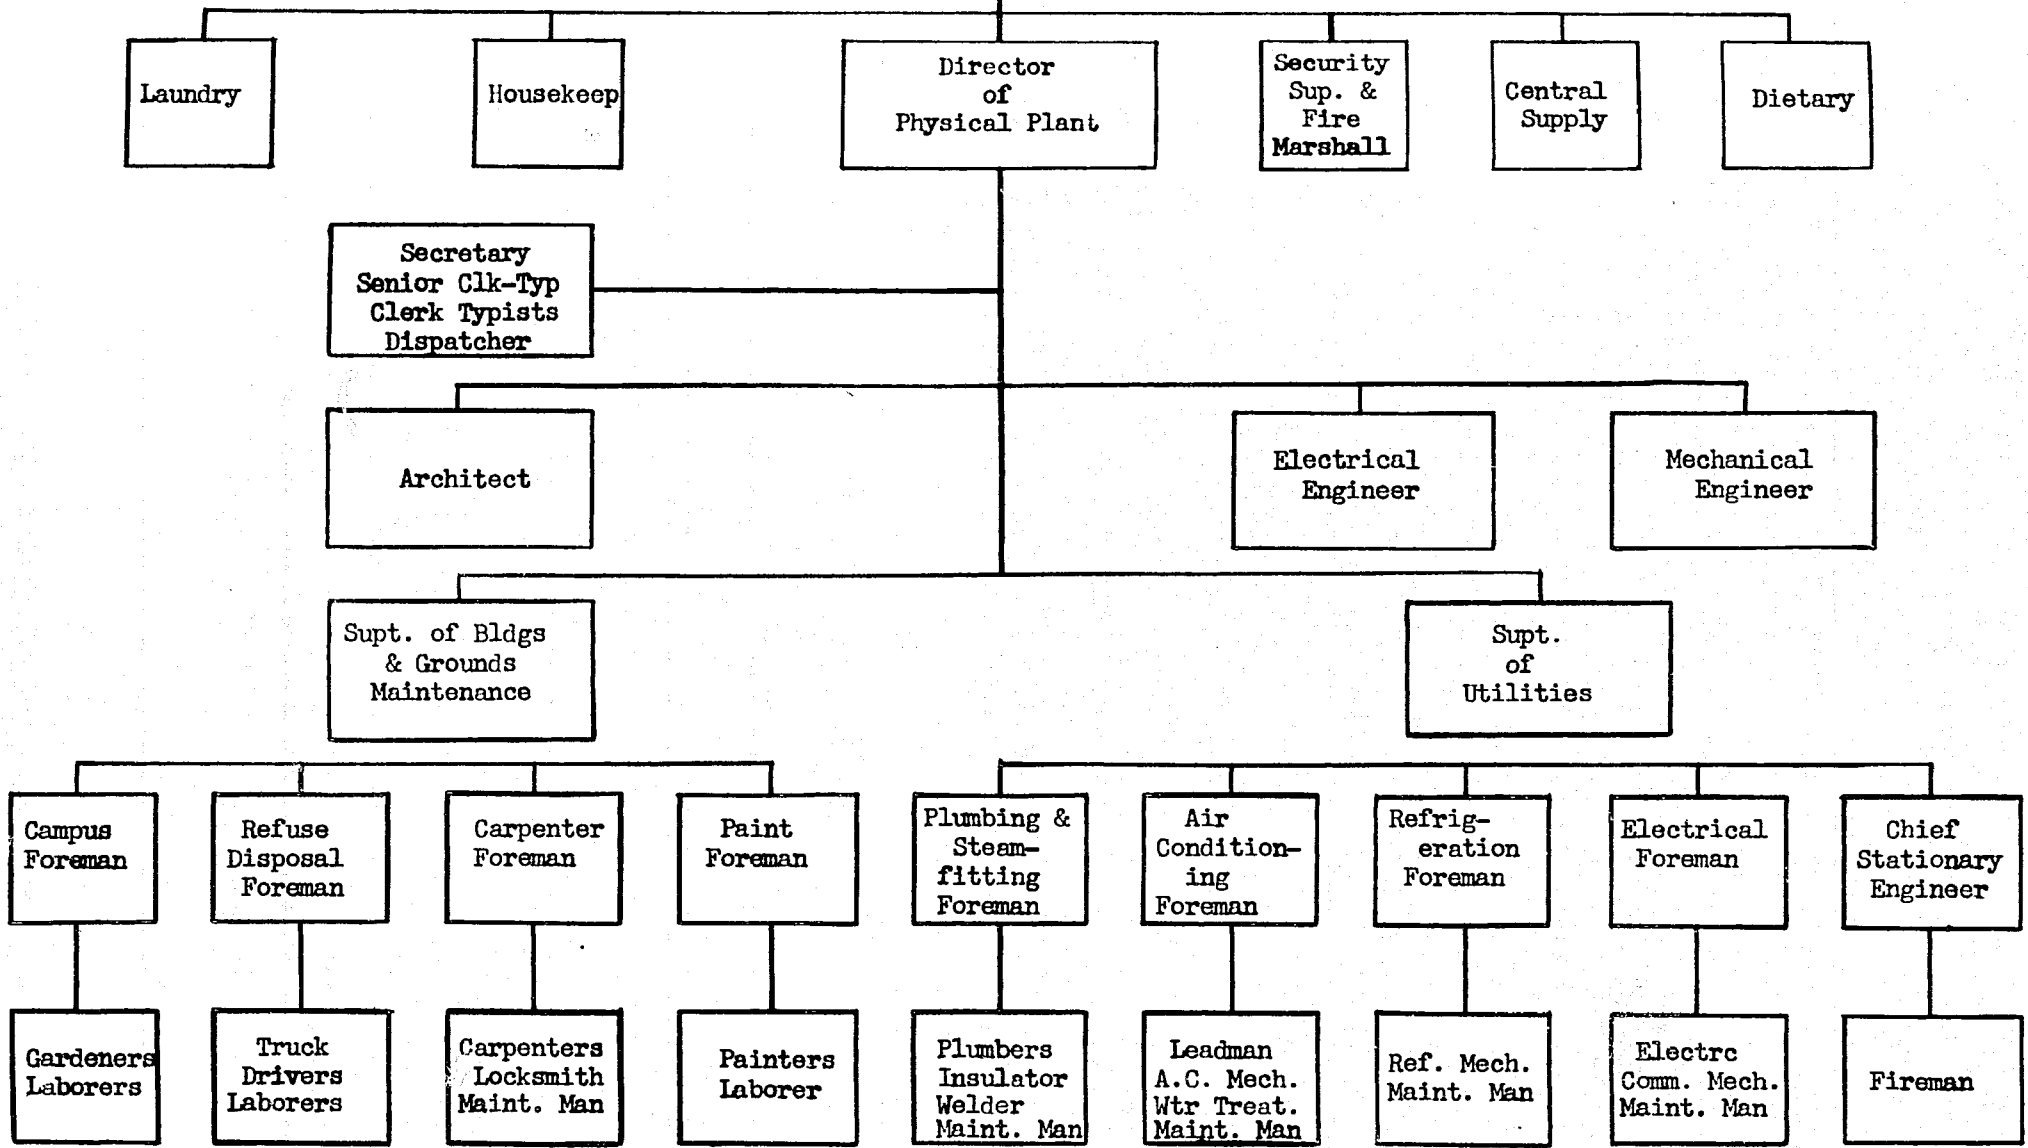 Laundry
Housekeep
Director
of
Physical Plant
Security
Sup. &
Fire
Marshall
Central
Supply
Dietary
Secretary
Senior Clk-Typ
Clerk Typists
Dispatcher
Architect
Electrical
Engineer
Mechanical
Engineer
Supt. of Bldgs
& Grounds
Maintenance
Supt.
of
Utilities
Campus
Foreman
Refuse
Disposal
Foreman
Carpenter
Foreman
Paint
Foreman
Plumbing &
Steam-
fitting
Foreman
Air
Condition-
ing
Foreman
Refrig-
eration
Foreman
Electrical
Foreman
Chief
Stationary
Engineer
Gardeners
Laborers
Truck
Drivers
Laborers
Carpenters
Locksmith
Maint. Man
Painters
Laborer
Plumbers
Insulator
Welder
Maint. Man
Leadman
A.C. Mech.
Wtr Treat.
Maint. Man
Ref. Mech.
Maint. Man
Electrc
Comm. Mech.
Maint. Man
Fireman